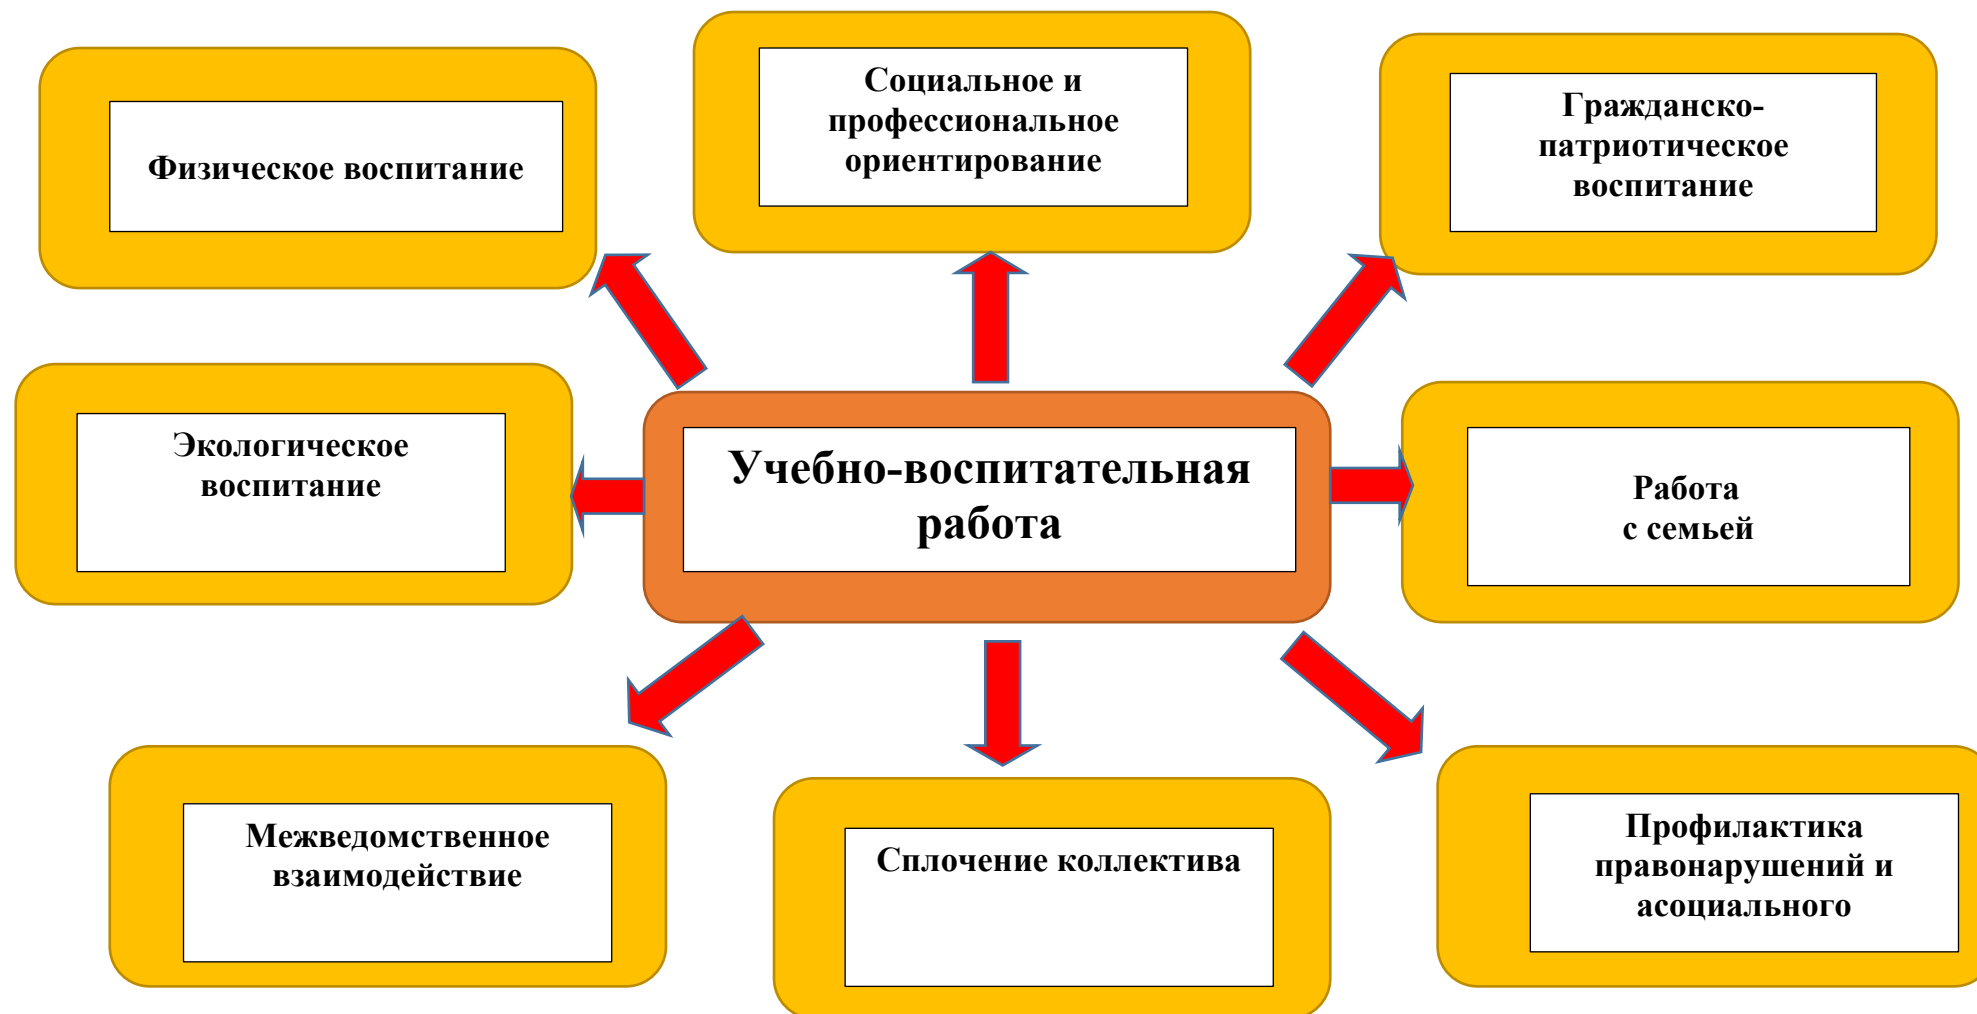 Физическое воспитание
Социальное и
профессиональное
ориентирование
Гражданско-
патриотическое
воспитание
Экологическое
воспитание
Учебно-воспитательная
работа
Работа
с семьей
Межведомственное
взаимодействие
Сплочение коллектива
Профилактика
правонарушений и
асоциального